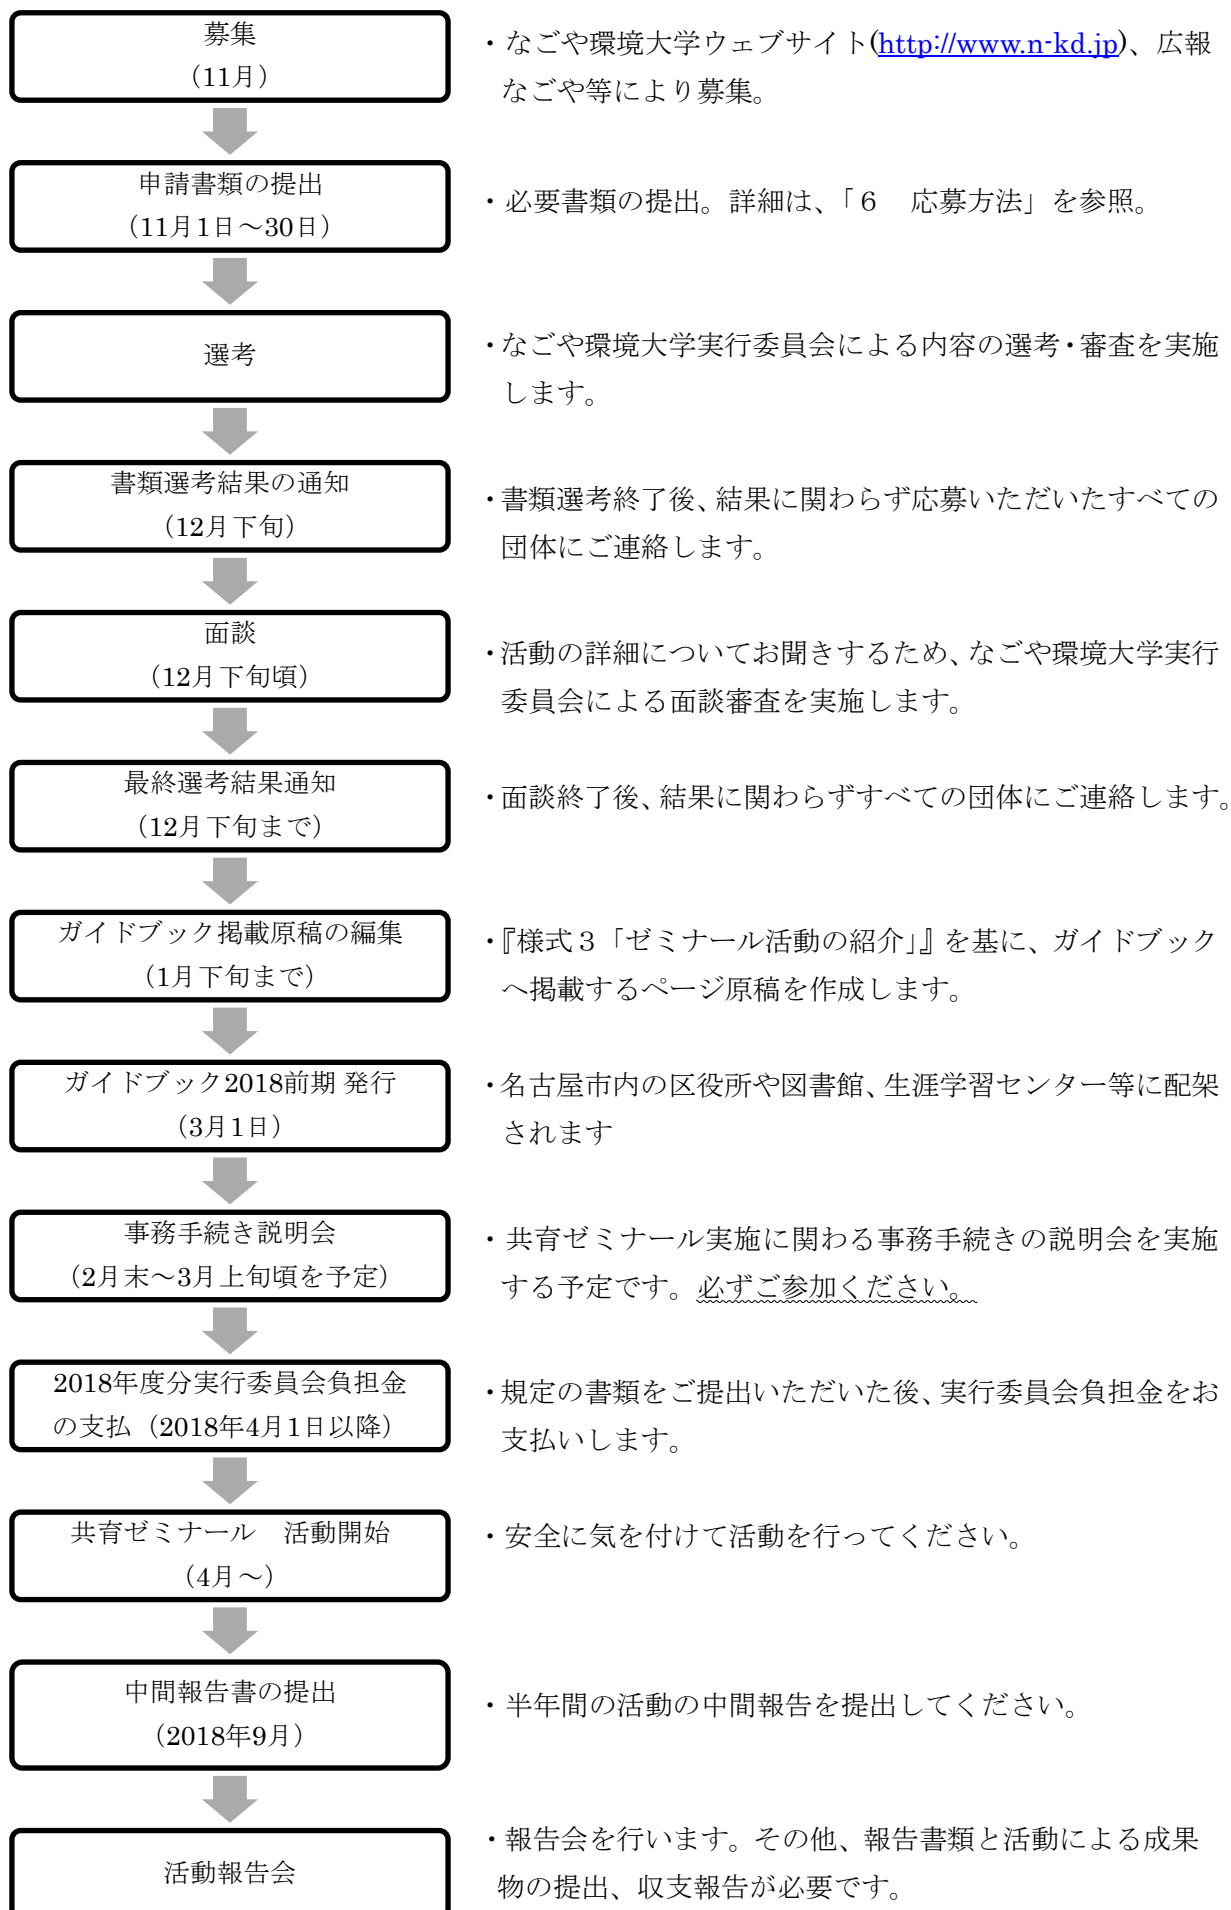 募集
（11月）
・なごや環境大学ウェブサイト(http://www.n-kd.jp)、広報
なごや等により募集。
申請書類の提出
（11月1日～30日）
・必要書類の提出。詳細は、「６　応募方法」を参照。
選考
・なごや環境大学実行委員会による内容の選考・審査を実施
します。
書類選考結果の通知
（12月下旬）
・書類選考終了後、結果に関わらず応募いただいたすべての
団体にご連絡します。
面談
（12月下旬頃）
・活動の詳細についてお聞きするため、なごや環境大学実行
委員会による面談審査を実施します。
最終選考結果通知
（12月下旬まで）
・面談終了後、結果に関わらずすべての団体にご連絡します。
ガイドブック掲載原稿の編集
（1月下旬まで）
・『様式３「ゼミナール活動の紹介」』を基に、ガイドブック
へ掲載するページ原稿を作成します。
ガイドブック2018前期 発行
（3月1日）
・名古屋市内の区役所や図書館、生涯学習センター等に配架
されます
事務手続き説明会
（2月末～3月上旬頃を予定）
・共育ゼミナール実施に関わる事務手続きの説明会を実施
する予定です。必ずご参加ください。
2018年度分実行委員会負担金
の支払（2018年4月1日以降）
・規定の書類をご提出いただいた後、実行委員会負担金をお
支払いします。
共育ゼミナール　活動開始
（4月～）
・安全に気を付けて活動を行ってください。
中間報告書の提出
（2018年9月）
・半年間の活動の中間報告を提出してください。
活動報告会
・報告会を行います。その他、報告書類と活動による成果
物の提出、収支報告が必要です。